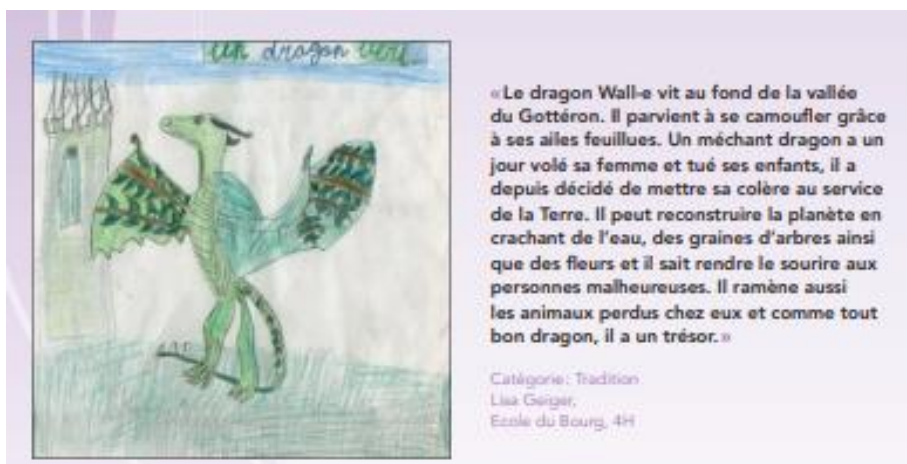 Un dragon vert
«Le dragon Wall-e vit au fond de la vallée
du Gottéron. Il parvient à se camoufler grâce
à ses ailes feuillues. Un méchant dragon a un
jour volé sa femme et tué ses enfants, il a
depuis décidé de mettre sa colère au service
de la Terre. Il peut reconstruire la planète en
crachant de l'eau, des graines d'arbres ainsi
que des fleurs et il sait rendre le sourire aux
personnes malheureuses. Il ramène aussi
les animaux perdus chez eux et comme tout
bon dragon, il a un trésor.»
Catégorie: Tradition
Lisa Geiger,
Ecole du Bourg, 4H